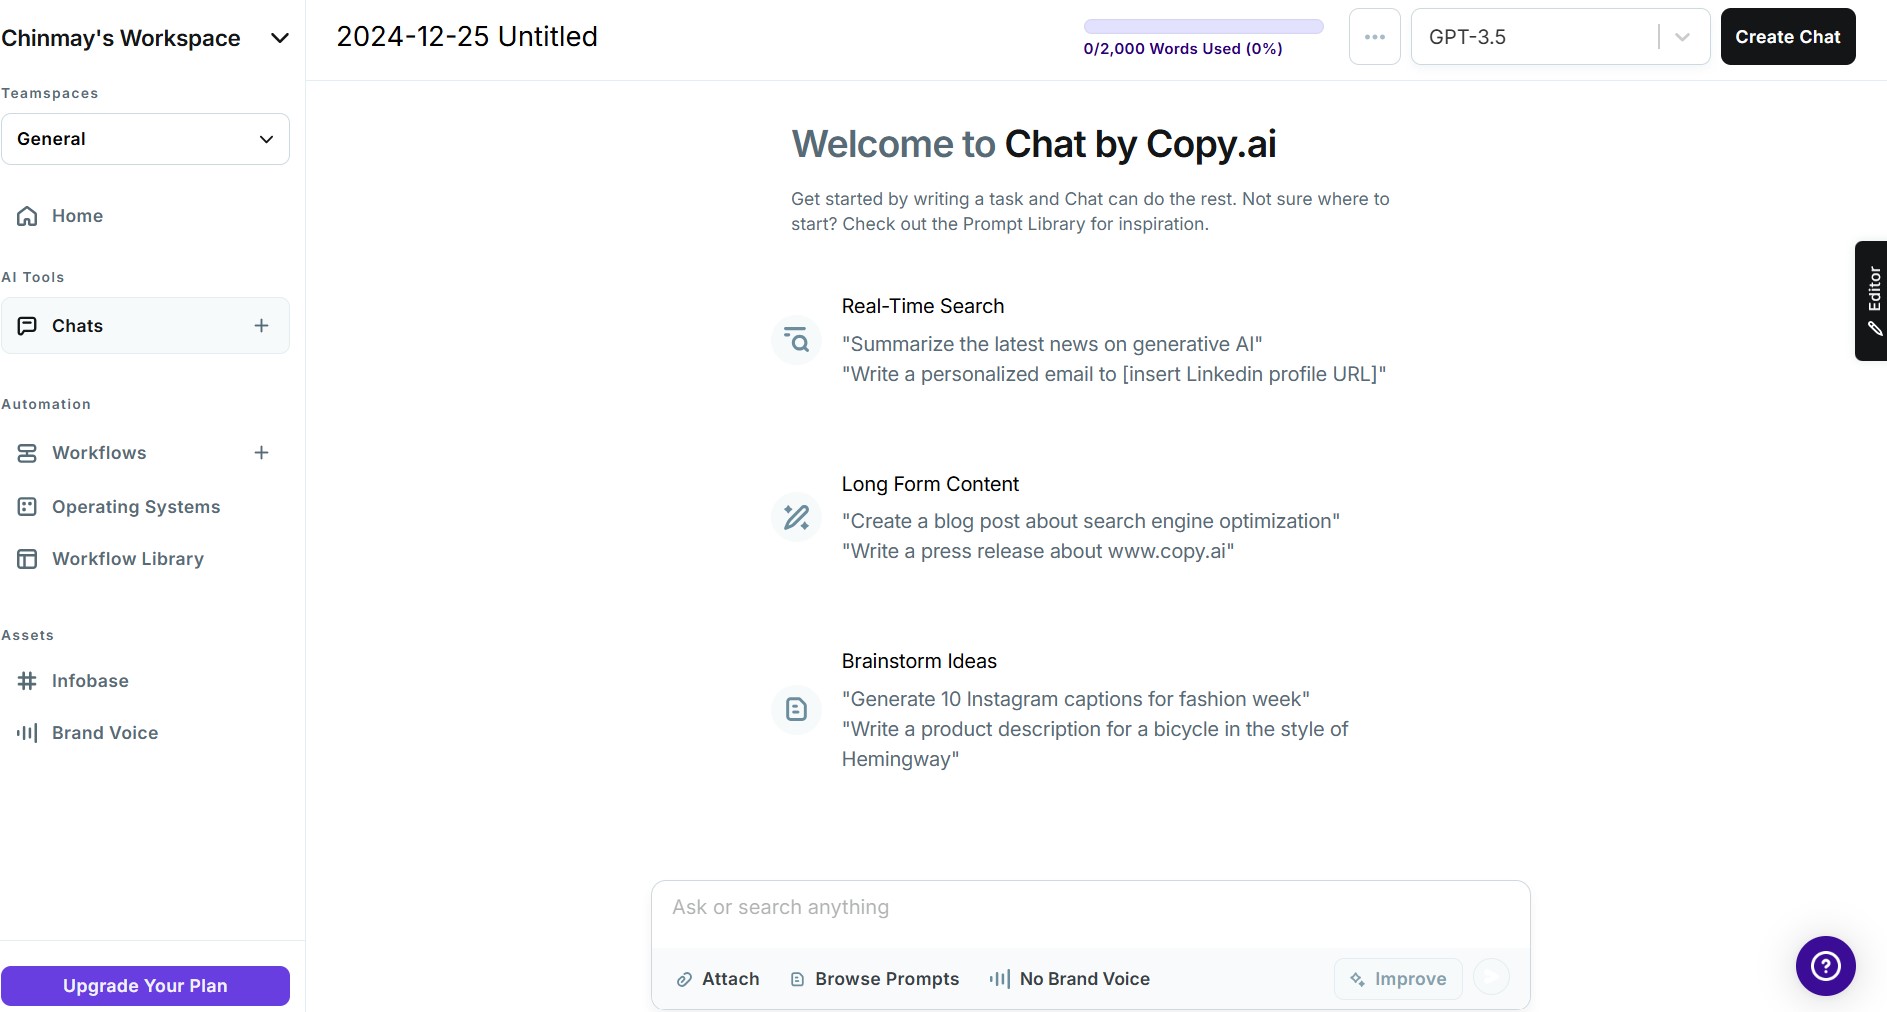 Chinmay's Workspace
Teamspaces
General
Home
AI Tools
Chats
Automation
Workflows
Operating Systems
Workflow Library
Assets
Infobase
Brand Voice
Upgrade Your Plan
2024-12-25 Untitled
0/2,000 Words Used (0%)
GPT-3.5
Create Chat
Welcome to Chat by Copy.ai
Get started by writing a task and Chat can do the rest. Not sure where to
start? Check out the Prompt Library for inspiration.
Real-Time Search
"Summarize the latest news on generative AI"
"Write a personalized email to [insert Linkedin profile URL]"
Long Form Content
"Create a blog post about search engine optimization"
"Write a press release about www.copy.ai"
Brainstorm Ideas
"Generate 10 Instagram captions for fashion week"
"Write a product description for a bicycle in the style of
Hemingway"
Editor
Ask or search anything
Attach
Browse Prompts
No Brand Voice
Improve